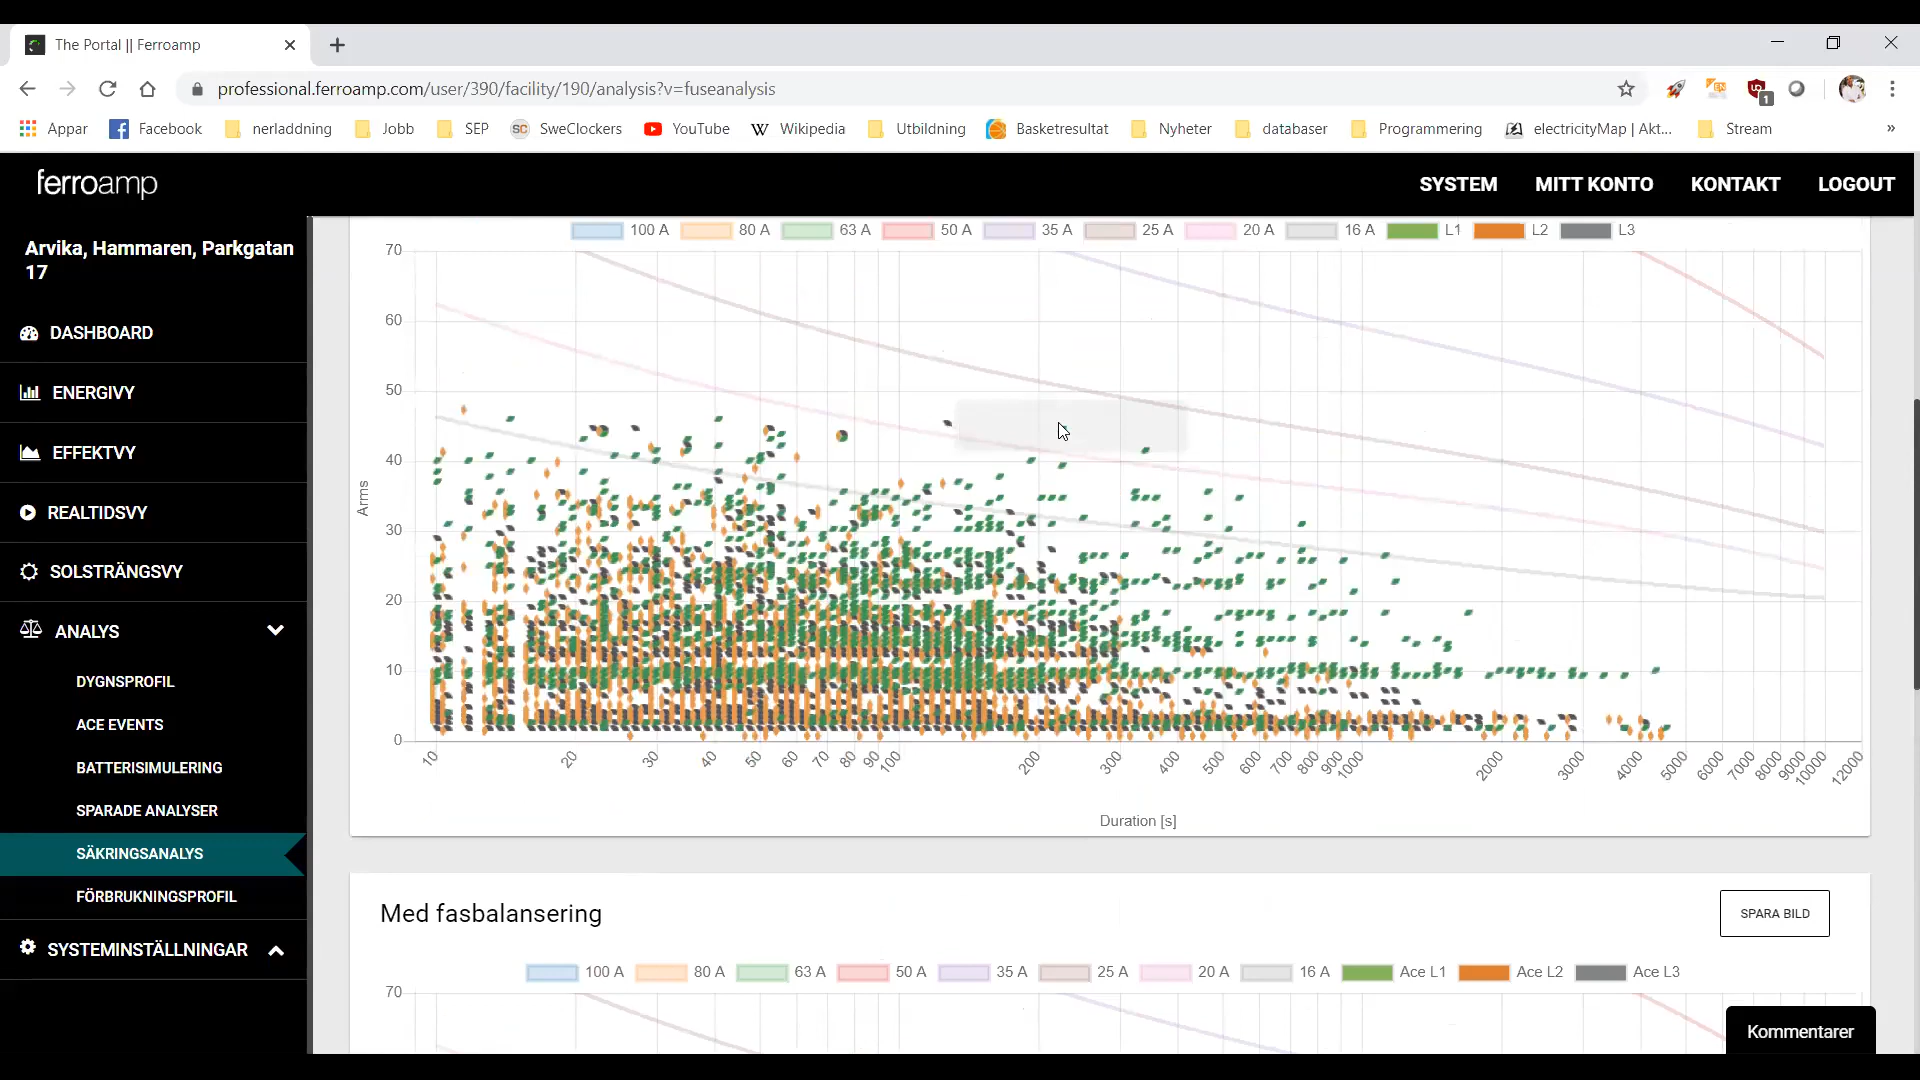 The Portal || Ferroamp
professional.ferroamp.com/user/390/facility/190/analysis?v=fuseanalysis
EN
UD
1
Appar
Facebook
nerladdning
Jobb
SEP
SC SweClockers
YouTube
W Wikipedia
Utbildning
Basketresultat
Nyheter
databaser
Programmering
electricityMap | Akt...
Stream
»
ferroamp
SYSTEM
MITT KONTO
KONTAKT
LOGOUT
Arvika, Hammaren, Parkgatan
17
DASHBOARD
ENERGIVY
EFFEKTVY
REALTIDSVY
SOLSTRÄNGSVY
ANALYS
DYGNSPROFIL
ACE EVENTS
BATTERISIMULERING
SPARADE ANALYSER
SÄKRINGSANALYS
FÖRBRUKNINGSPROFIL
SYSTEMINSTÄLLNINGAR
100 A 80 A 63 A 50 A 35 A 25 A 20 A 16 A L1 L2 L3
70
60
50
40
30
20
10
0
Arms
10 20 30 40 50 60 70 80 90 100 200 300 400 500 600 700 800 900 1000 2000 3000 4000 5000 6000 7000 8000 9000 10000 12000
Duration [s]
Med fasbalansering
SPARA BILD
100 A 80 A 63 A 50 A 35 A 25 A 20 A 16 A Ace L1 Ace L2 Ace L3
70
Kommentarer